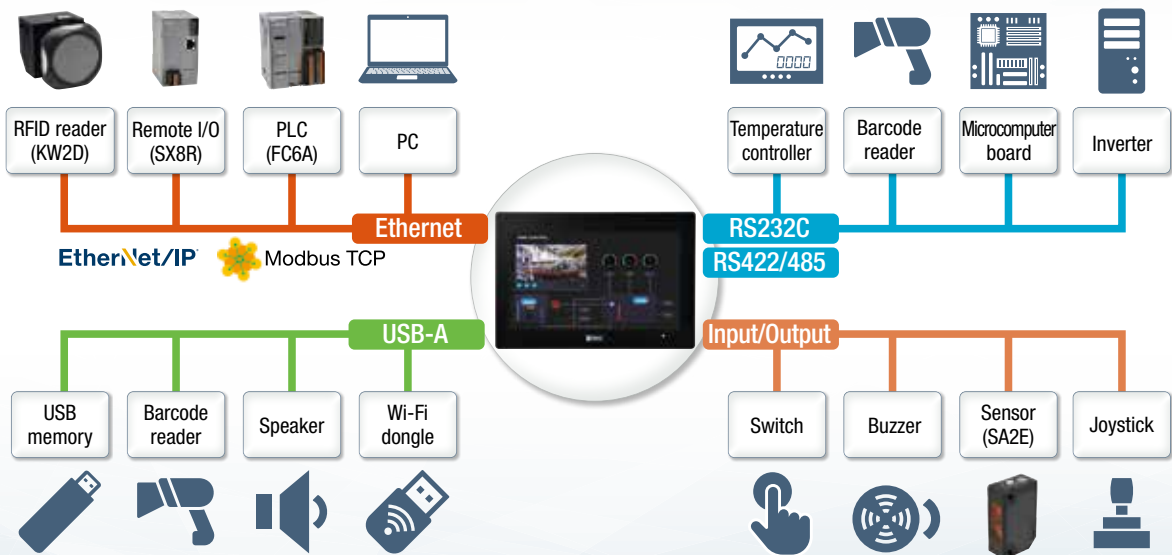 RFID reader
(KW2D)
Remote I/O
(SX8R)
PLC
(FC6A)
PC
Temperature
controller
Barcode
reader
Microcomputer
board
Inverter
Ethernet
RS232C
EtherNet/IP
Modbus TCP
RS422/485
USB-A
Input/Output
USB
memory
Barcode
reader
Speaker
Wi-Fi
dongle
Switch
Buzzer
Sensor
(SA2E)
Joystick